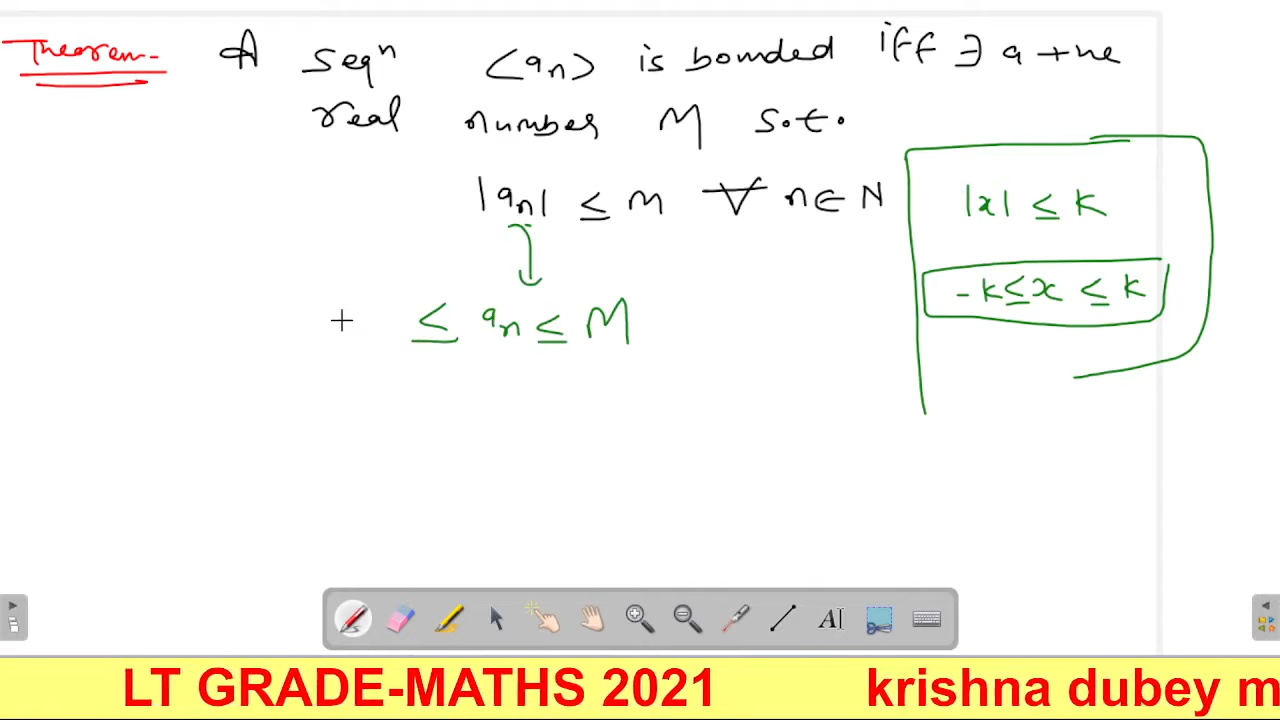 Theorem- A seqⁿ <aₙ> is bounded iff ∃ a +ve
real number M s.t.
|aₙ| ≤ M ∀ n ∈ N
≤ aₙ ≤ M
|x| ≤ K
-K ≤ x ≤ K
LT GRADE-MATHS 2021 krishna dubey m